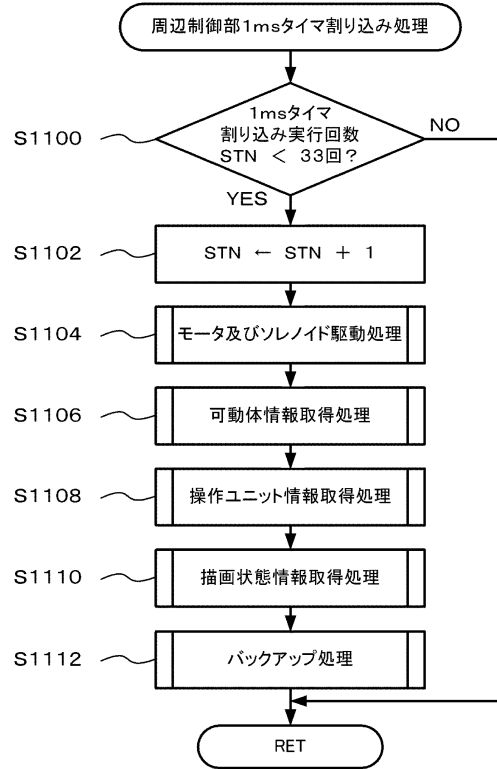 周辺制御部1msタイマ割り込み処理
S1100
1msタイマ
割り込み実行回数
STN < 33回?
NO
YES
S1102
STN ← STN + 1
S1104
モータ及びソレノイド駆動処理
S1106
可動体情報取得処理
S1108
操作ユニット情報取得処理
S1110
描画状態情報取得処理
S1112
バックアップ処理
RET